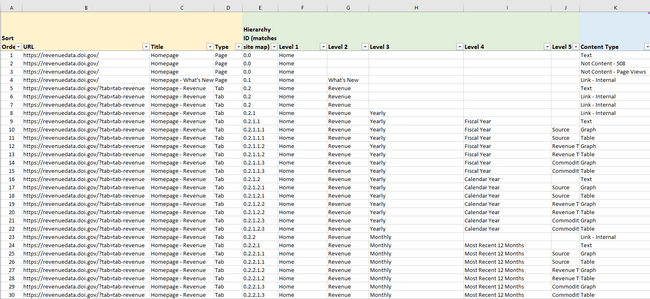 A B C D E F G H I J K
Hierarchy
Sort ID (matches
Orde URL Title Type site map) Level 1 Level 2 Level 3 Level 4 Level 5 Content Type
1 https://revenuedata.doi.gov/ Homepage Page 0.0 Home Text
2 https://revenuedata.doi.gov/ Homepage Page 0.0 Home Not Content - 508
3 https://revenuedata.doi.gov/ Homepage Page 0.0 Home Not Content - Page Views
4 https://revenuedata.doi.gov/ Homepage - What's New Page 0.1 Home What's New Link - Internal
5 https://revenuedata.doi.gov/?tab=tab-revenue Homepage - Revenue Tab 0.2 Home Revenue Text
6 https://revenuedata.doi.gov/?tab=tab-revenue Homepage - Revenue Tab 0.2 Home Revenue Link - Internal
7 https://revenuedata.doi.gov/?tab=tab-revenue Homepage - Revenue Tab 0.2 Home Revenue Link - Internal
8 https://revenuedata.doi.gov/?tab=tab-revenue Homepage - Revenue Tab 0.2.1 Home Revenue Yearly Link - Internal
9 https://revenuedata.doi.gov/?tab=tab-revenue Homepage - Revenue Tab 0.2.1.1 Home Revenue Yearly Fiscal Year Text
10 https://revenuedata.doi.gov/?tab=tab-revenue Homepage - Revenue Tab 0.2.1.1.1 Home Revenue Yearly Fiscal Year Source Graph
11 https://revenuedata.doi.gov/?tab=tab-revenue Homepage - Revenue Tab 0.2.1.1.1 Home Revenue Yearly Fiscal Year Source Table
12 https://revenuedata.doi.gov/?tab=tab-revenue Homepage - Revenue Tab 0.2.1.1.2 Home Revenue Yearly Fiscal Year Revenue T Graph
13 https://revenuedata.doi.gov/?tab=tab-revenue Homepage - Revenue Tab 0.2.1.1.2 Home Revenue Yearly Fiscal Year Revenue T Table
14 https://revenuedata.doi.gov/?tab=tab-revenue Homepage - Revenue Tab 0.2.1.1.3 Home Revenue Yearly Fiscal Year Commodit Graph
15 https://revenuedata.doi.gov/?tab=tab-revenue Homepage - Revenue Tab 0.2.1.1.3 Home Revenue Yearly Fiscal Year Commodit Table
16 https://revenuedata.doi.gov/?tab=tab-revenue Homepage - Revenue Tab 0.2.1.2 Home Revenue Yearly Calendar Year Text
17 https://revenuedata.doi.gov/?tab=tab-revenue Homepage - Revenue Tab 0.2.1.2.1 Home Revenue Yearly Calendar Year Source Graph
https://revenuedata.doi.gov/?tab=tab-revenue Homepage - Revenue Tab 0.2.1.2.1 Home Revenue Yearly Calendar Year Source Table
19 https://revenuedata.doi.gov/?tab=tab-revenue Homepage - Revenue Tab 0.2.1.2.2 Home Revenue Yearly Calendar Year Revenue T Graph
20 https://revenuedata.doi.gov/?tab=tab-revenue Homepage - Revenue Tab 0.2.1.2.2 Home Revenue Yearly Calendar Year Revenue T Table
21 https://revenuedata.doi.gov/?tab=tab-revenue Homepage - Revenue Tab 0.2.1.2.3 Home Revenue Yearly Calendar Year Commodit Graph
22 https://revenuedata.doi.gov/?tab=tab-revenue Homepage - Revenue Tab 0.2.1.2.3 Home Revenue Yearly Calendar Year Commodit Table
23 https://revenuedata.doi.gov/?tab=tab-revenue Homepage - Revenue Tab 0.2.2 Home Revenue Monthly Link - Internal
24 https://revenuedata.doi.gov/?tab=tab-revenue Homepage - Revenue Tab 0.2.2.1 Home Revenue Monthly Most Recent 12 Months Text
25 https://revenuedata.doi.gov/?tab=tab-revenue Homepage - Revenue Tab 0.2.2.1.1 Home Revenue Monthly Most Recent 12 Months Source Graph
26 https://revenuedata.doi.gov/?tab=tab-revenue Homepage - Revenue Tab 0.2.2.1.1 Home Revenue Monthly Most Recent 12 Months Source Table
27 https://revenuedata.doi.gov/?tab=tab-revenue Homepage - Revenue Tab 0.2.2.1.2 Home Revenue Monthly Most Recent 12 Months Revenue T Graph
28 https://revenuedata.doi.gov/?tab=tab-revenue Homepage - Revenue Tab 0.2.2.1.2 Home Revenue Monthly Most Recent 12 Months Revenue T Table
29 https://revenuedata.doi.gov/?tab=tab-revenue Homepage - Revenue Tab 0.2.2.1.3 Home Revenue Monthly Most Recent 12 Months Commodit Graph
30 https://revenuedata.doi.gov/?tab=tab-revenue Homepage - Revenue Tab 0.2.2.1.3 Home Revenue Monthly Most Recent 12 Months Commodit Table